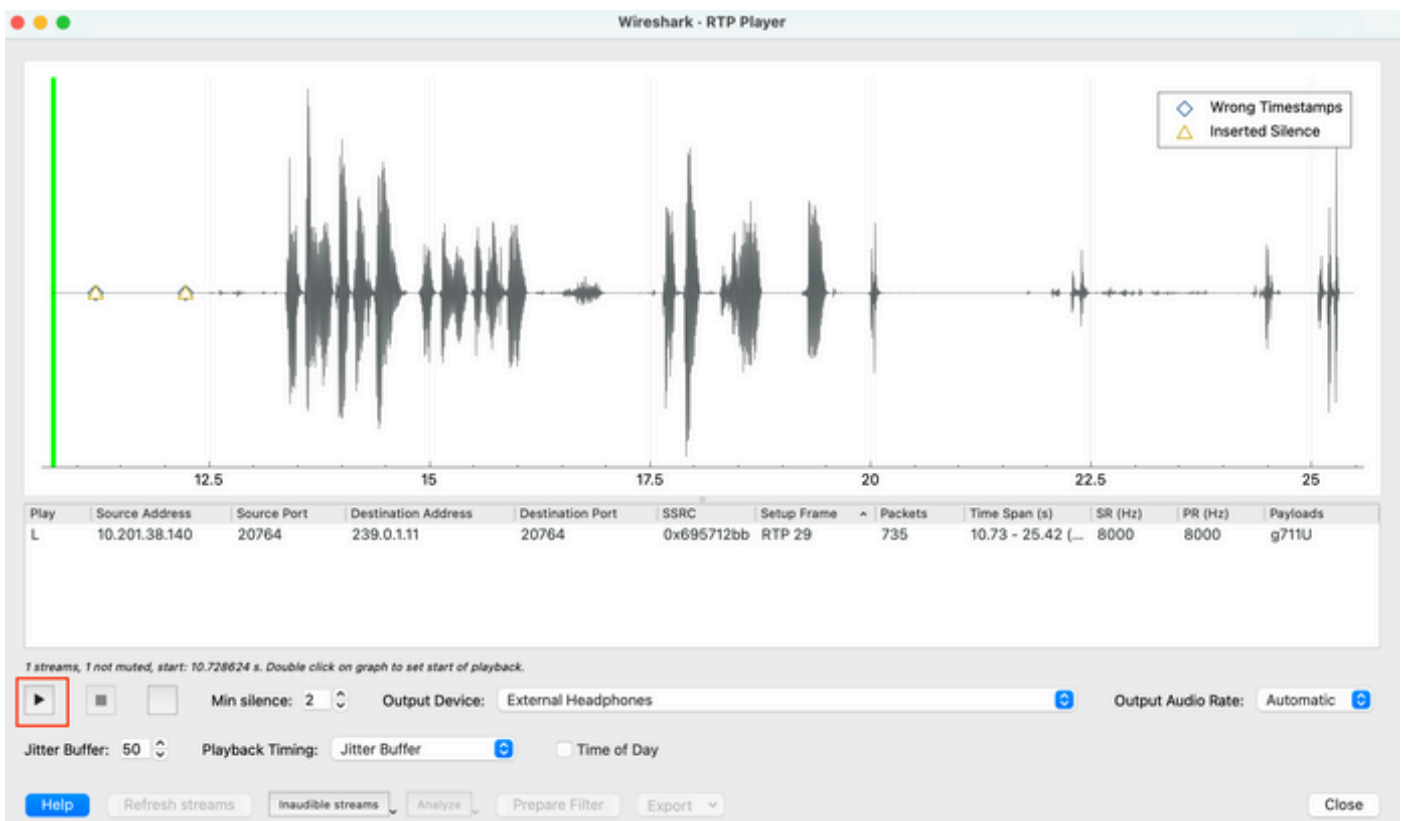 Wireshark - RTP Player
Wrong Timestamps
Inserted Silence
12.5 15 17.5 20 22.5 25
Play Source Address Source Port Destination Address Destination Port SSRC Setup Frame Packets Time Span (s) SR (Hz) PR (Hz) Payloads
L 10.201.38.140 20764 239.0.1.11 20764 0x695712bb RTP 29 735 10.73 - 25.42 (... 8000 8000 g711U
1 streams, 1 not muted, start: 10.728624 s. Double click on graph to set start of playback.
Min silence: 2 Output Device: External Headphones Output Audio Rate: Automatic
Jitter Buffer: 50 Playback Timing: Jitter Buffer Time of Day
Help Refresh streams Inaudible streams Analyze Prepare Filter Export Close